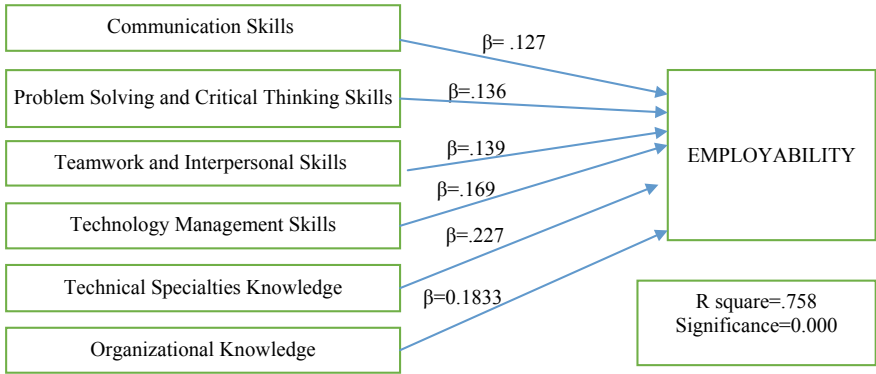 Communication Skills
β= .127
Problem Solving and Critical Thinking Skills
β=.136
Teamwork and Interpersonal Skills
β=.139
EMPLOYABILITY
Technology Management Skills
β=.169
Technical Specialties Knowledge
β=.227
Organizational Knowledge
β=0.1833
R square=.758
Significance=0.000